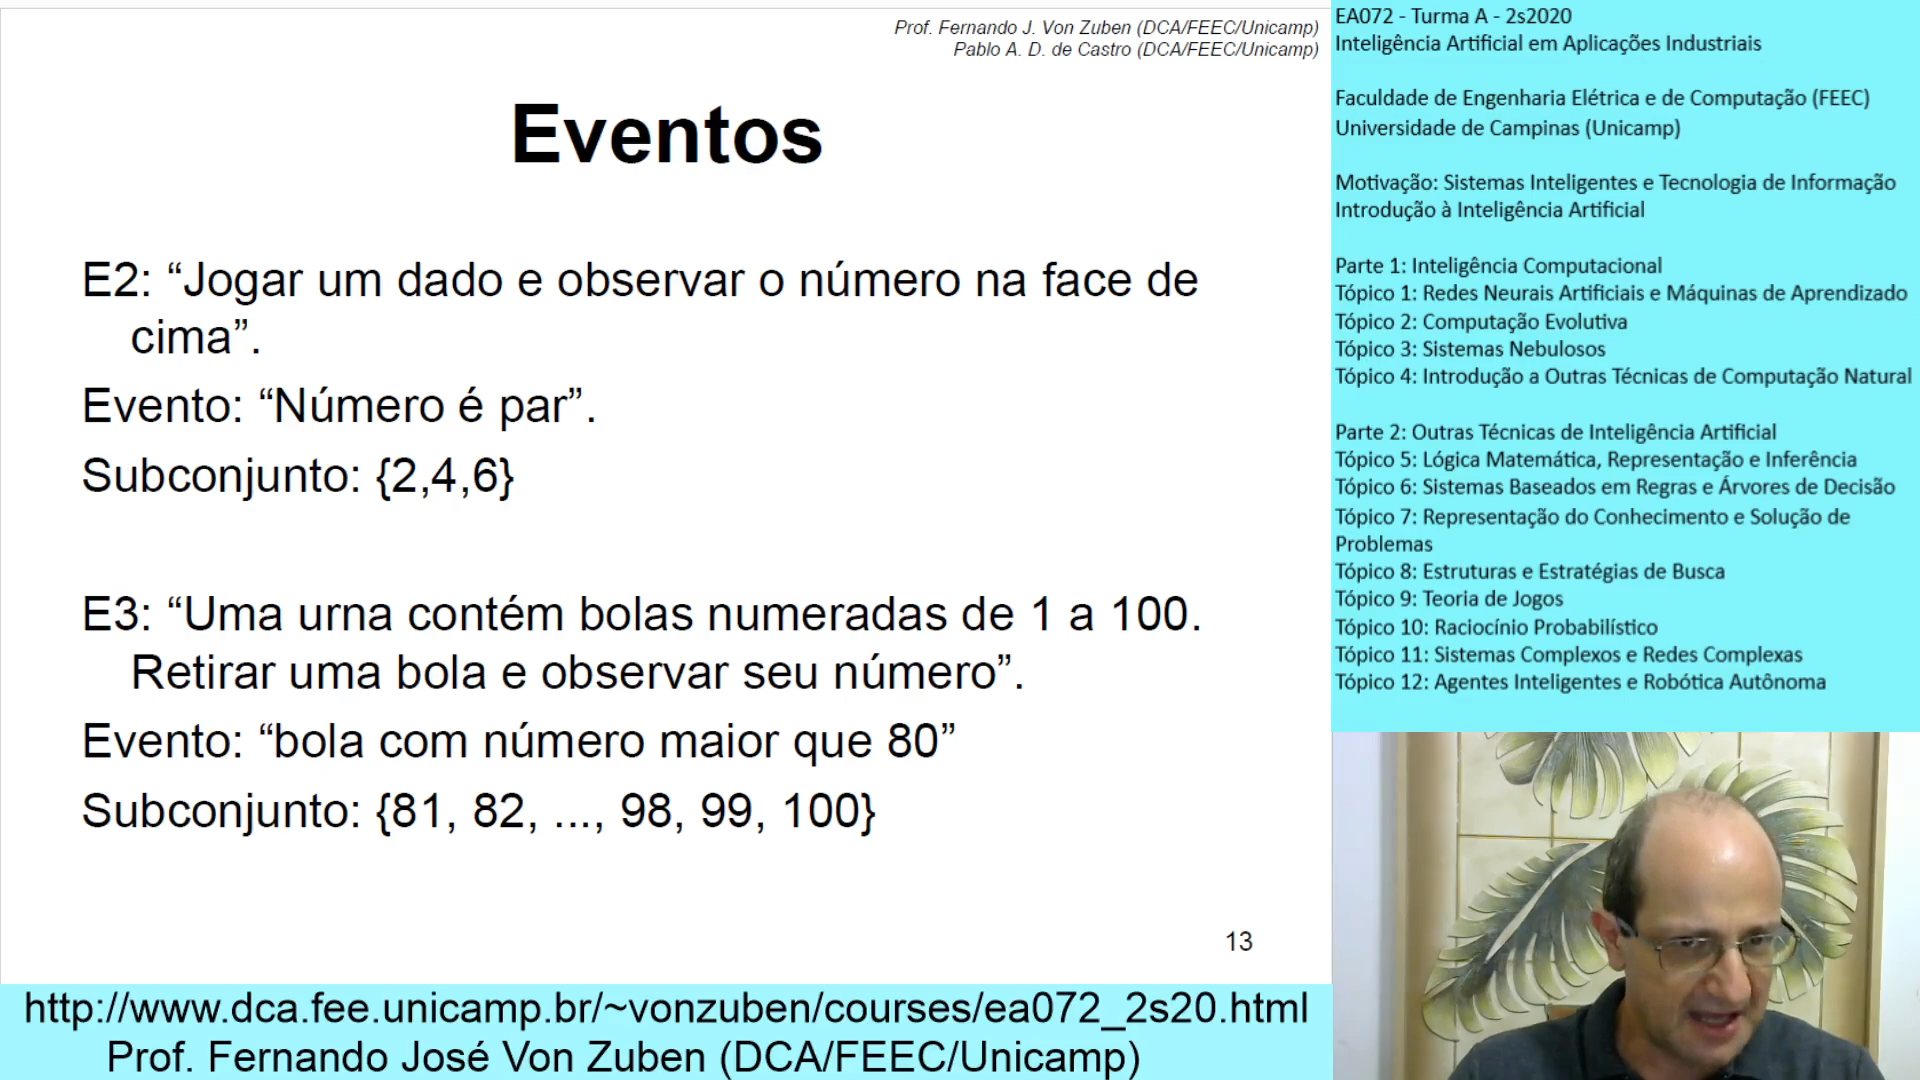 Prof. Fernando J. Von Zuben (DCA/FEEC/Unicamp)
Pablo A. D. de Castro (DCA/FEEC/Unicamp)
Eventos
E2: “Jogar um dado e observar o número na face de
cima”.
Evento: “Número é par”.
Subconjunto: {2,4,6}
E3: “Uma urna contém bolas numeradas de 1 a 100.
Retirar uma bola e observar seu número”.
Evento: “bola com número maior que 80”
Subconjunto: {81, 82, ..., 98, 99, 100}
13
http://www.dca.fee.unicamp.br/~vonzuben/courses/ea072_2s20.html
Prof. Fernando José Von Zuben (DCA/FEEC/Unicamp)
EA072 - Turma A - 2s2020
Inteligência Artificial em Aplicações Industriais
Faculdade de Engenharia Elétrica e de Computação (FEEC)
Universidade de Campinas (Unicamp)
Motivação: Sistemas Inteligentes e Tecnologia de Informação
Introdução à Inteligência Artificial
Parte 1: Inteligência Computacional
Tópico 1: Redes Neurais Artificiais e Máquinas de Aprendizado
Tópico 2: Computação Evolutiva
Tópico 3: Sistemas Nebulosos
Tópico 4: Introdução a Outras Técnicas de Computação Natural
Parte 2: Outras Técnicas de Inteligência Artificial
Tópico 5: Lógica Matemática, Representação e Inferência
Tópico 6: Sistemas Baseados em Regras e Árvores de Decisão
Tópico 7: Representação do Conhecimento e Solução de
Problemas
Tópico 8: Estruturas e Estratégias de Busca
Tópico 9: Teoria de Jogos
Tópico 10: Raciocínio Probabilístico
Tópico 11: Sistemas Complexos e Redes Complexas
Tópico 12: Agentes Inteligentes e Robótica Autônoma